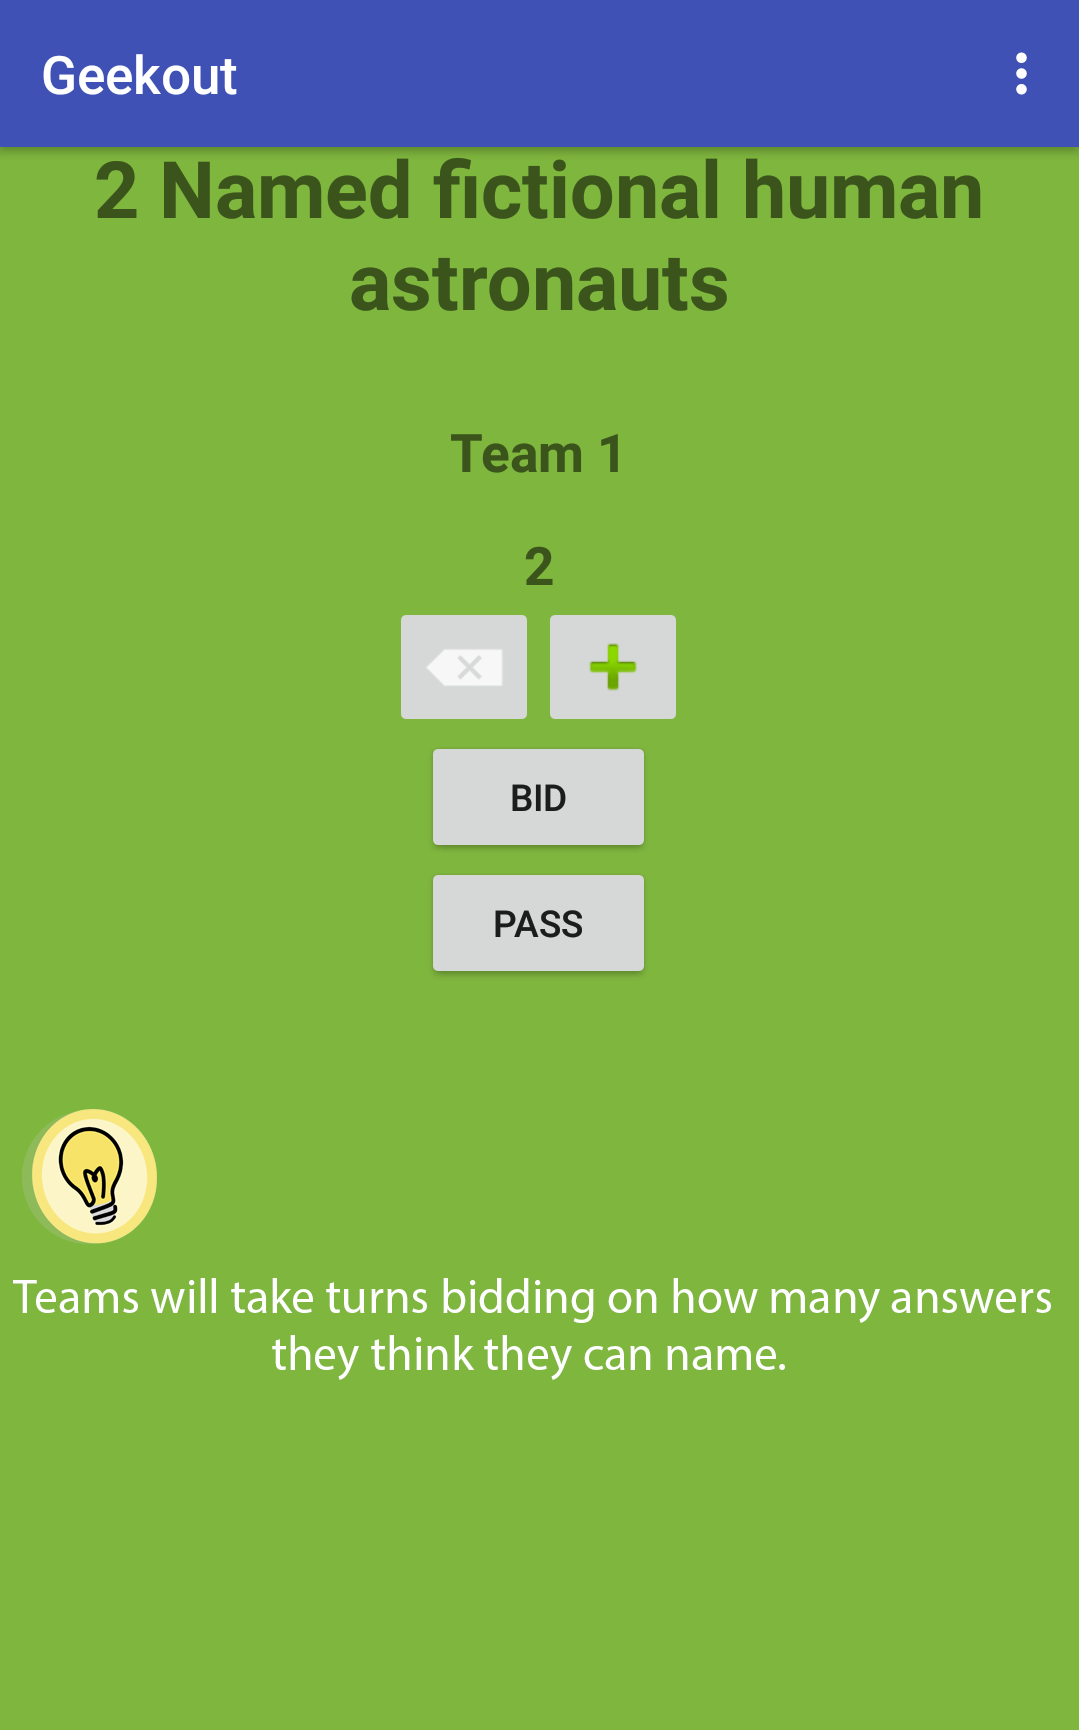 Geekout
2 Named fictional human
astronauts
Team 1
2
BID
PASS
Teams will take turns bidding on how many answers
they think they can name.